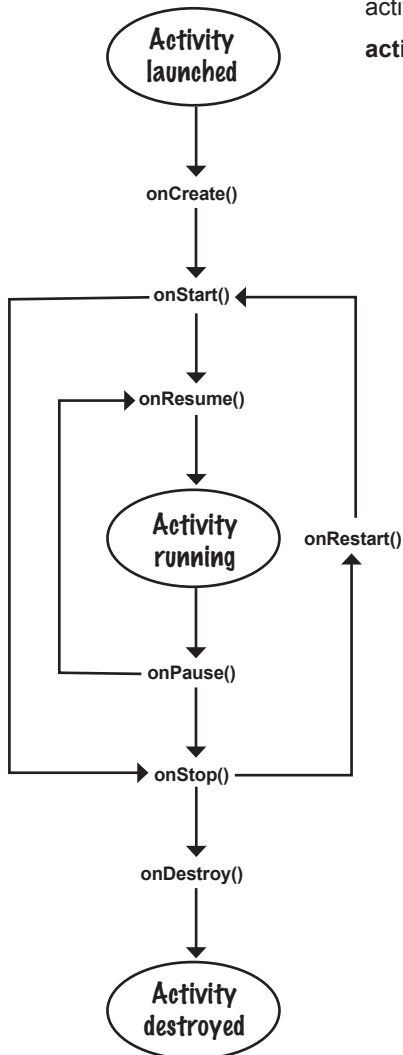 Activity
launched
onCreate()
onStart()
onResume()
Activity
running
onRestart()
onPause()
onStop()
onDestroy()
Activity
destroyed